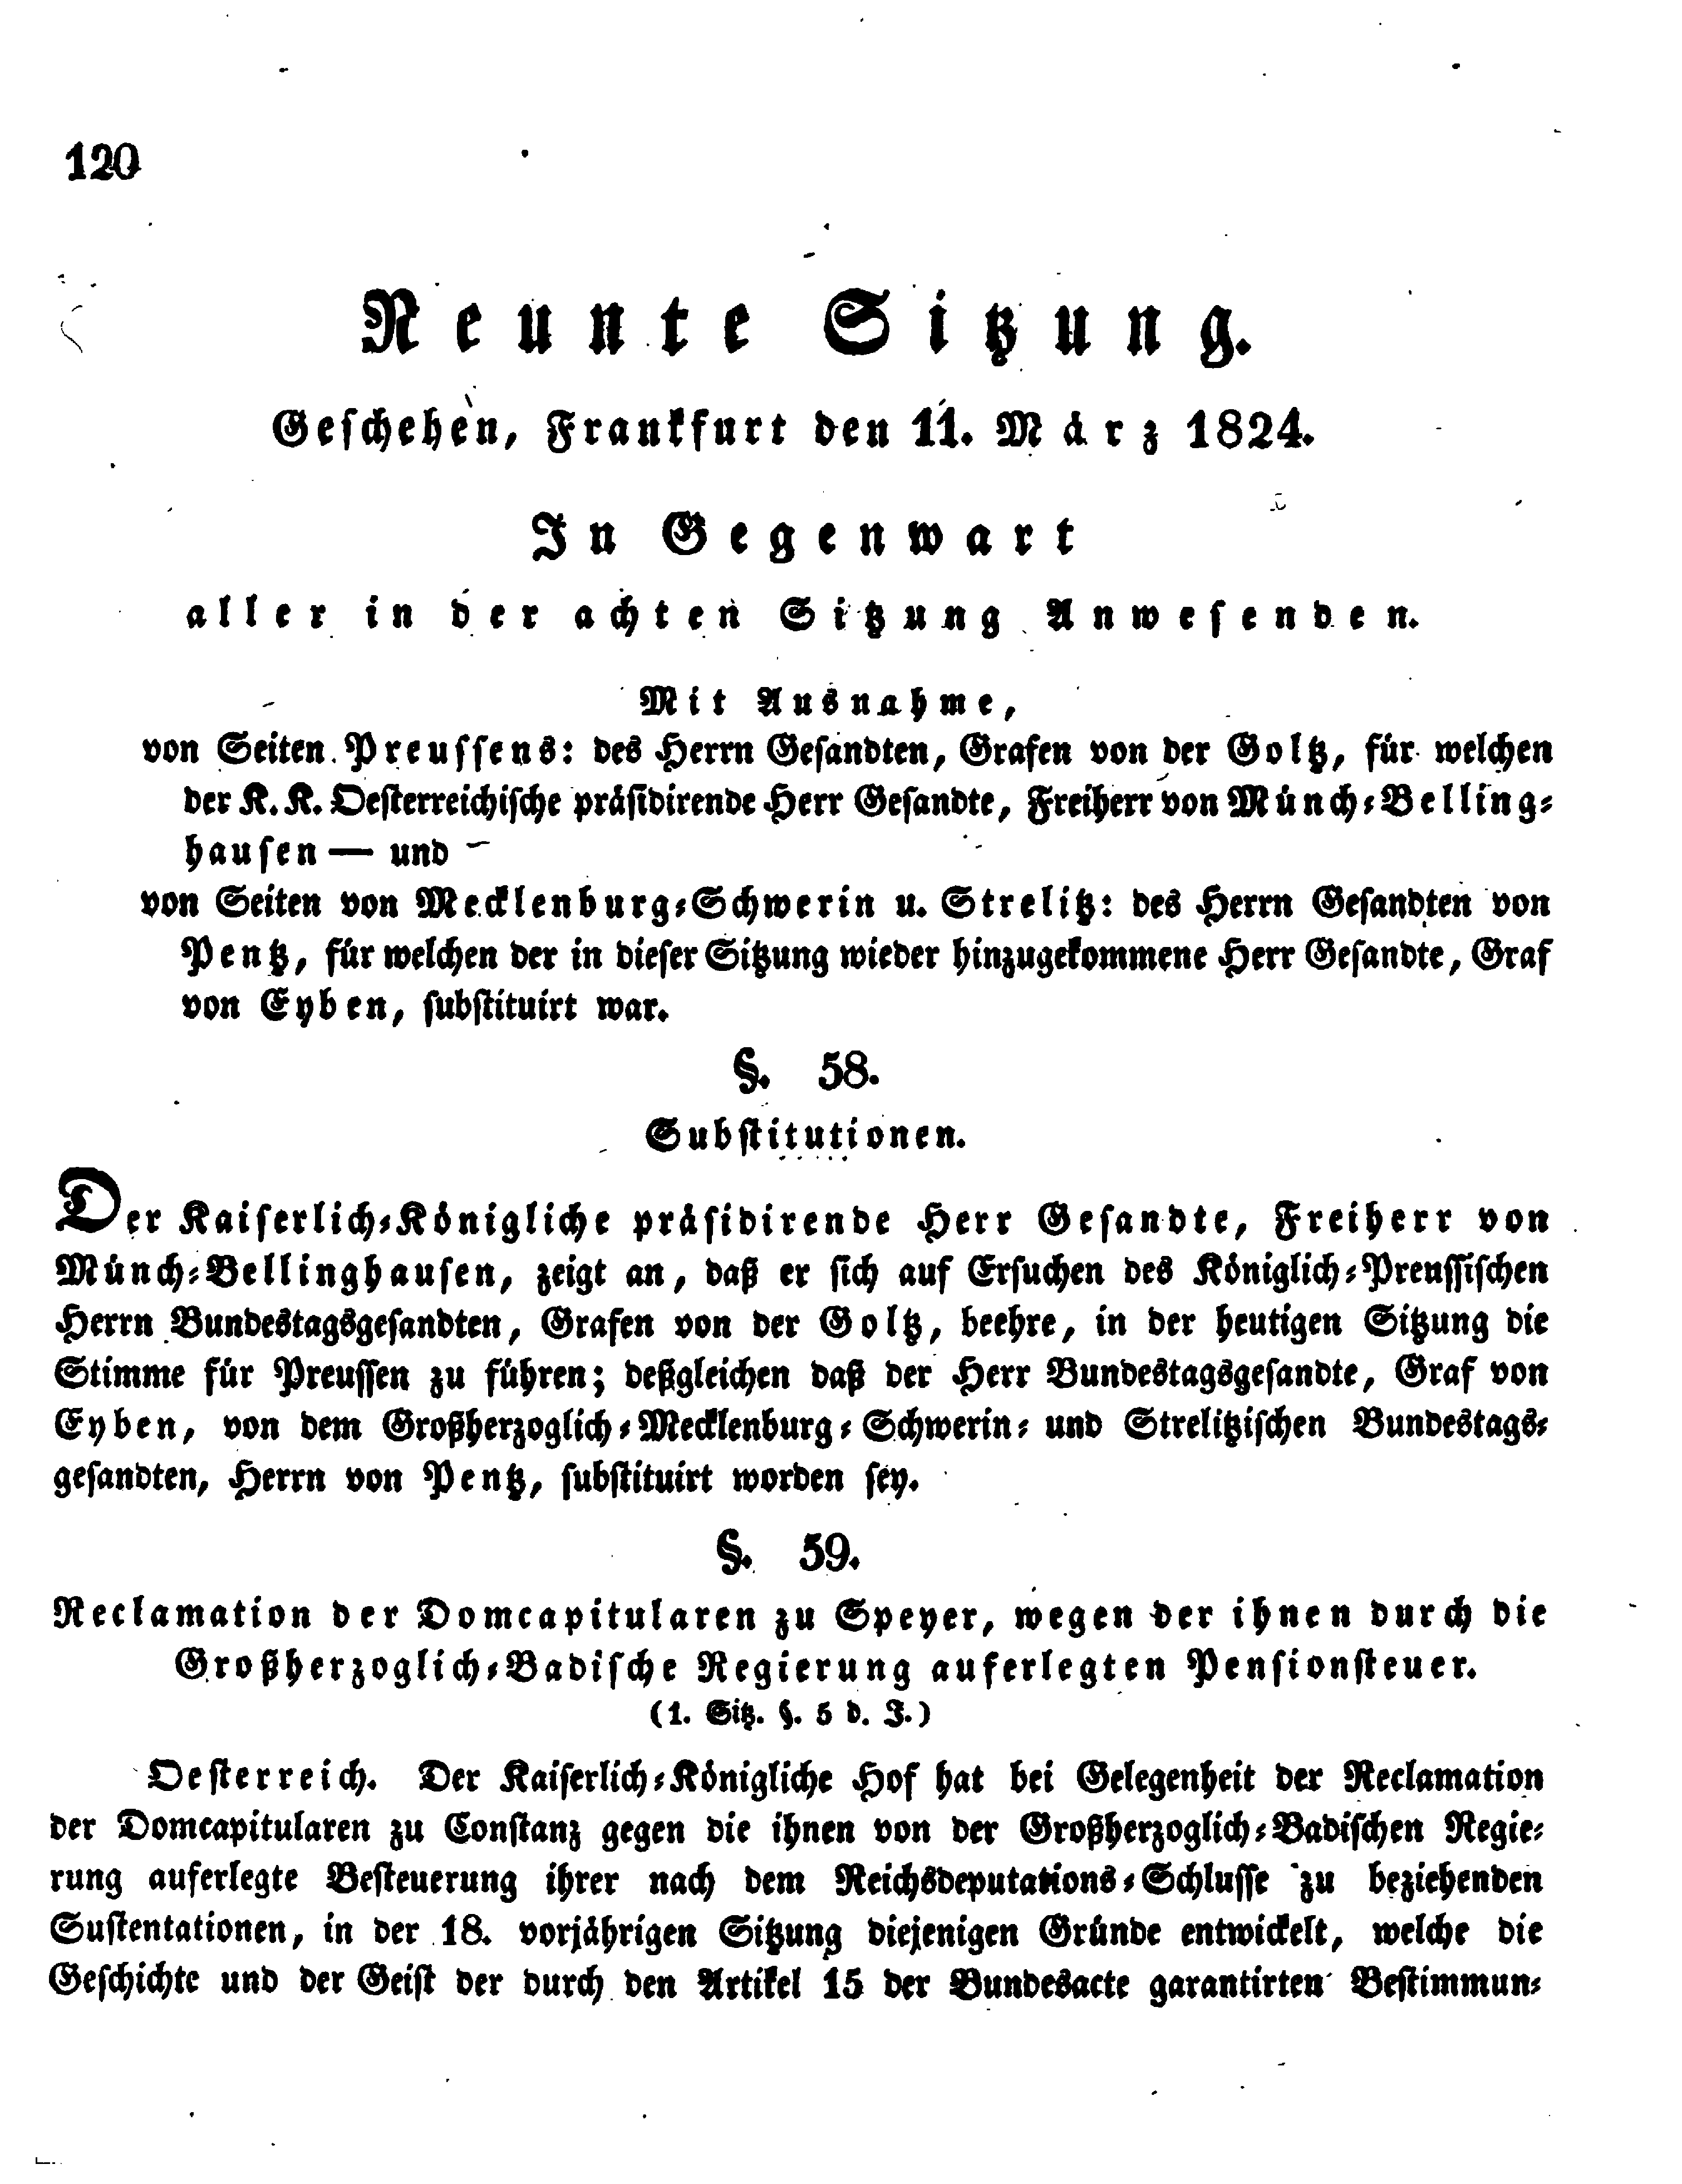 120
Neunte Sitzung.
Geschehen, Frankfurt den 11. März 1824.
In Gegenwart
aller in der achten Sitzung Anwesenden.
Mit Ausnahme,
von Seiten Preussens: des Herrn Gesandten, Grafen von der Goltz, für welchen
der K. K. Oesterreichische präsidirende Herr Gesandte, Freiherr von Münch-Belling-
hausen — und
von Seiten von Mecklenburg-Schwerin u. Strelitz: des Herrn Gesandten von
Pentz, für welchen der in dieser Sitzung wieder hinzugekommene Herr Gesandte, Graf
von Eyben, substituirt war.
§. 58.
Substitutionen.
Der Kaiserlich-Königliche präsidirende Herr Gesandte, Freiherr von
Münch-Bellinghausen, zeigt an, daß er sich auf Ersuchen des Königlich-Preussischen
Herrn Bundestagsgesandten, Grafen von der Goltz, beehre, in der heutigen Sitzung die
Stimme für Preussen zu führen; deßgleichen daß der Herr Bundestagsgesandte, Graf von
Eyben, von dem Großherzoglich-Mecklenburg-Schwerin- und Strelitzischen Bundestags-
gesandten, Herrn von Pentz, substituirt worden sey.
§. 59.
Reclamation der Domcapitularen zu Speyer, wegen der ihnen durch die
Großherzoglich-Badische Regierung auferlegten Pensionsteuer.
(1. Sitz. §. 5 d. J.)
Oesterreich. Der Kaiserlich-Königliche Hof hat bei Gelegenheit der Reclamation
der Domcapitularen zu Constanz gegen die ihnen von der Großherzoglich-Badischen Regie-
rung auferlegte Besteuerung ihrer nach dem Reichsdeputations-Schlusse zu beziehenden
Sustentationen, in der 18. vorjährigen Sitzung diejenigen Gründe entwickelt, welche die
Geschichte und der Geist der durch den Artikel 15 der Bundesacte garantirten Bestimmun-